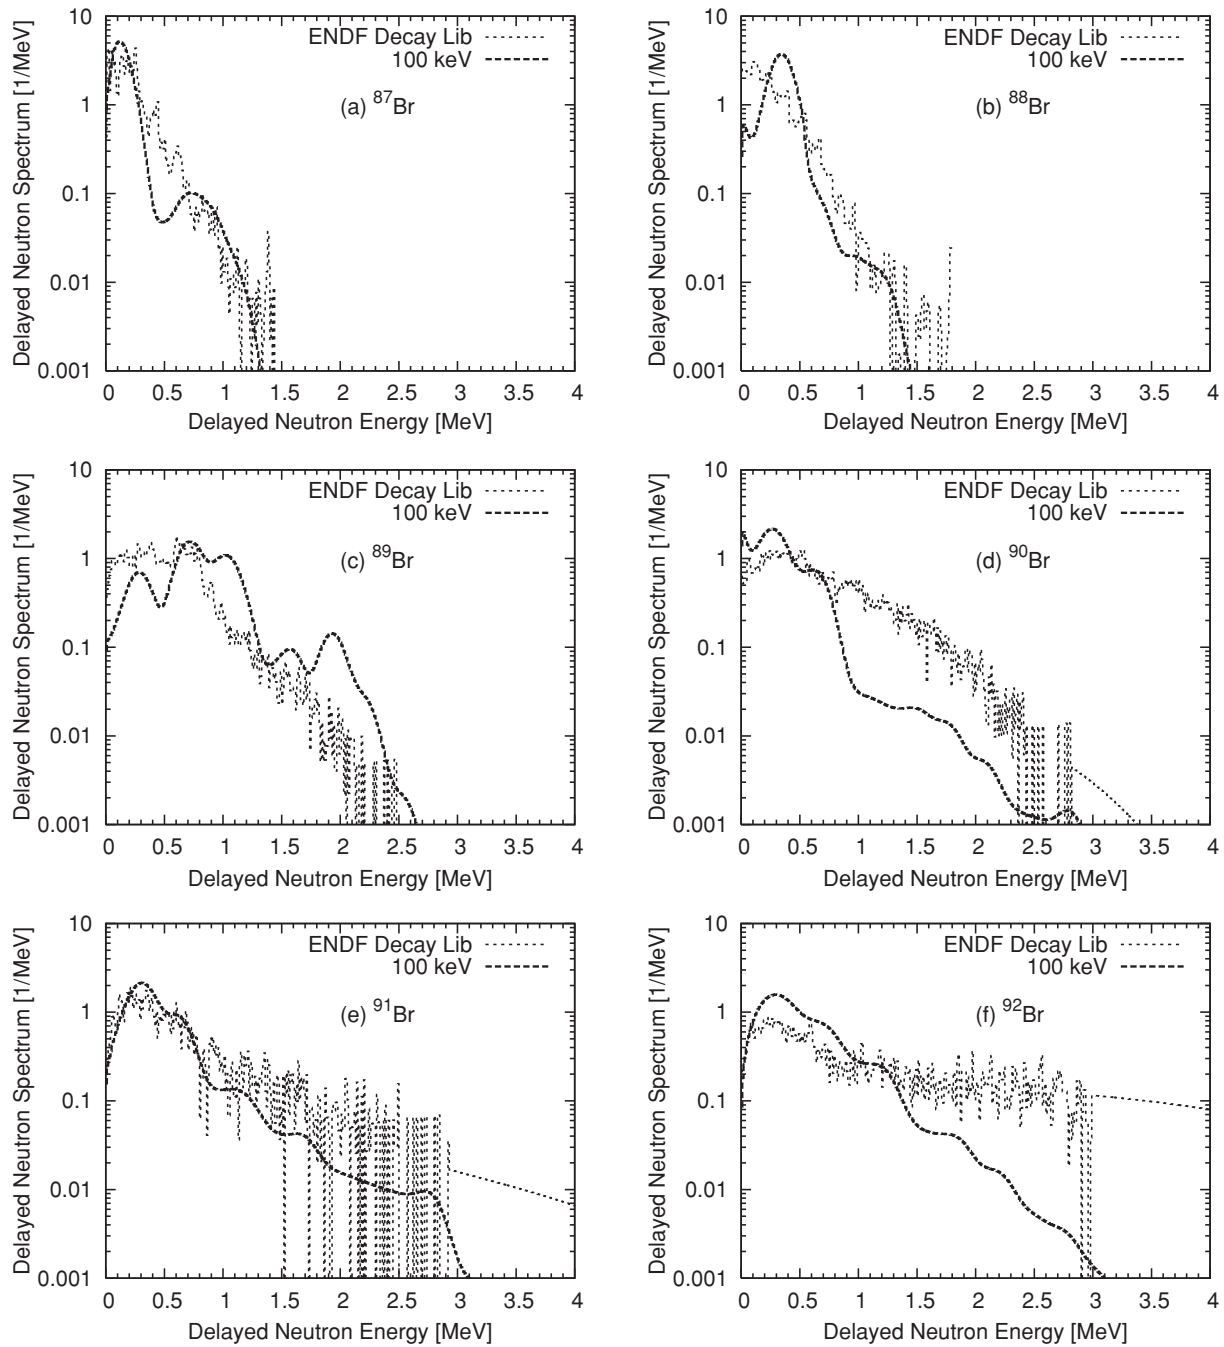 10
1
0.1
0.01
0.001
Delayed Neutron Spectrum [1/MeV]
ENDF Decay Lib
100 keV
(a) ⁸⁷Br
0 0.5 1 1.5 2 2.5 3 3.5 4
Delayed Neutron Energy [MeV]
10
1
0.1
0.01
0.001
Delayed Neutron Spectrum [1/MeV]
ENDF Decay Lib
100 keV
(b) ⁸⁸Br
0 0.5 1 1.5 2 2.5 3 3.5 4
Delayed Neutron Energy [MeV]
10
1
0.1
0.01
0.001
Delayed Neutron Spectrum [1/MeV]
ENDF Decay Lib
100 keV
(c) ⁸⁹Br
0 0.5 1 1.5 2 2.5 3 3.5 4
Delayed Neutron Energy [MeV]
10
1
0.1
0.01
0.001
Delayed Neutron Spectrum [1/MeV]
ENDF Decay Lib
100 keV
(d) ⁹⁰Br
0 0.5 1 1.5 2 2.5 3 3.5 4
Delayed Neutron Energy [MeV]
10
1
0.1
0.01
0.001
Delayed Neutron Spectrum [1/MeV]
ENDF Decay Lib
100 keV
(e) ⁹¹Br
0 0.5 1 1.5 2 2.5 3 3.5 4
Delayed Neutron Energy [MeV]
10
1
0.1
0.01
0.001
Delayed Neutron Spectrum [1/MeV]
ENDF Decay Lib
100 keV
(f) ⁹²Br
0 0.5 1 1.5 2 2.5 3 3.5 4
Delayed Neutron Energy [MeV]